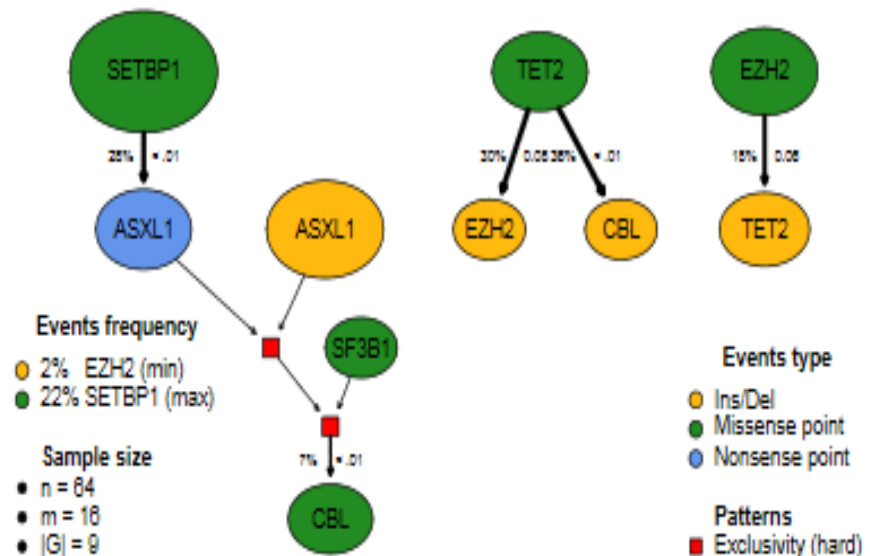 SETBP1
TET2
EZH2
28% < .01
30% 0.05 38% < .01
15% 0.06
ASXL1
ASXL1
EZH2
CBL
TET2
SF3B1
Events frequency
2% EZH2 (min)
22% SETBP1 (max)
Sample size
n = 64
m = 16
|G| = 9
7% < .01
CBL
Events type
Ins/Del
Missense point
Nonsense point
Patterns
Exclusivity (hard)